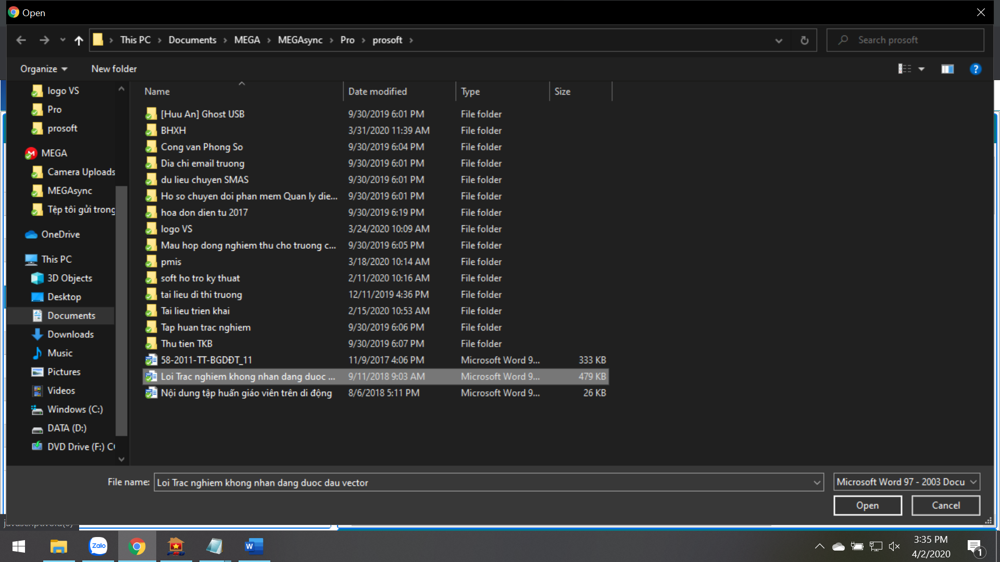 Open
This PC > Documents > MEGA > MEGAsync > Pro > prosoft >
Search prosoft
Organize
New folder
logo VS
Pro
prosoft
MEGA
Camera Uploads
MEGAsync
Tệp tôi gửi trong
OneDrive
This PC
3D Objects
Desktop
Documents
Downloads
Music
Pictures
Videos
Windows (C:)
DATA (D:)
DVD Drive (F:)
Name Date modified Type Size
[Huu An] Ghost USB 9/30/2019 6:01 PM File folder
BHXH 3/31/2020 11:39 AM File folder
Cong van Phong So 9/30/2019 6:04 PM File folder
Dia chi email truong 9/30/2019 6:01 PM File folder
du lieu chuyen SMAS 9/30/2019 6:01 PM File folder
Ho so chuyen doi phan mem Quan ly die... 9/30/2019 6:01 PM File folder
hoa don dien tu 2017 9/30/2019 6:19 PM File folder
logo VS 3/24/2020 10:09 AM File folder
Mau hop dong nghiem thu cho truong c... 9/30/2019 6:05 PM File folder
pmis 3/18/2020 10:14 AM File folder
soft ho tro ky thuat 2/11/2020 10:16 AM File folder
tai lieu di thi truong 12/11/2019 4:36 PM File folder
Tai lieu trien khai 2/15/2020 10:53 AM File folder
Tap huan trac nghiem 9/30/2019 6:06 PM File folder
Thu tien TKB 9/30/2019 6:07 PM File folder
58-2011-TT-BGDĐT_11 11/9/2017 4:06 PM Microsoft Word 9... 333 KB
Loi Trac nghiem khong nhan dang duoc ... 9/11/2018 9:03 AM Microsoft Word 9... 479 KB
Nội dung tập huấn giáo viên trên di động 8/6/2018 5:11 PM Microsoft Word 9... 26 KB
File name: Loi Trac nghiem khong nhan dang duoc dau vector
Microsoft Word 97 - 2003 Docu
Open Cancel
Zalo
3:35 PM
4/2/2020
1